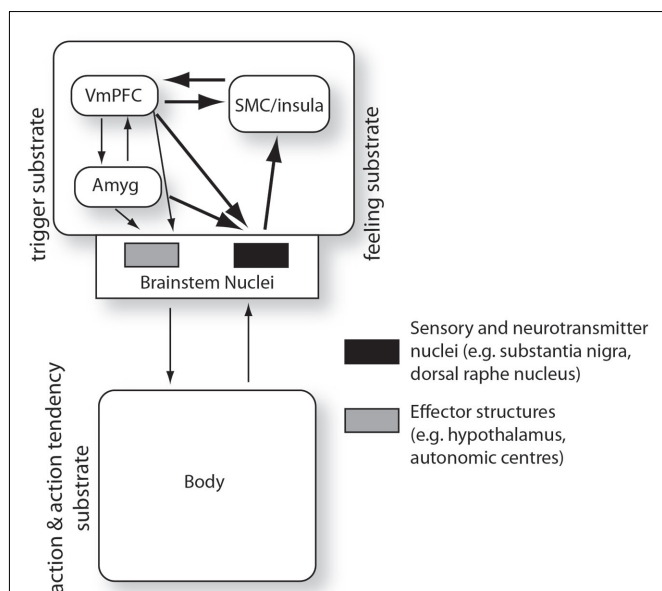 trigger substrate
VmPFC
SMC/insula
Amyg
feeling substrate
Brainstem Nuclei
Sensory and neurotransmitter
nuclei (e.g. substantia nigra,
dorsal raphe nucleus)
Effector structures
(e.g. hypothalamus,
autonomic centres)
action & action tendency
substrate
Body